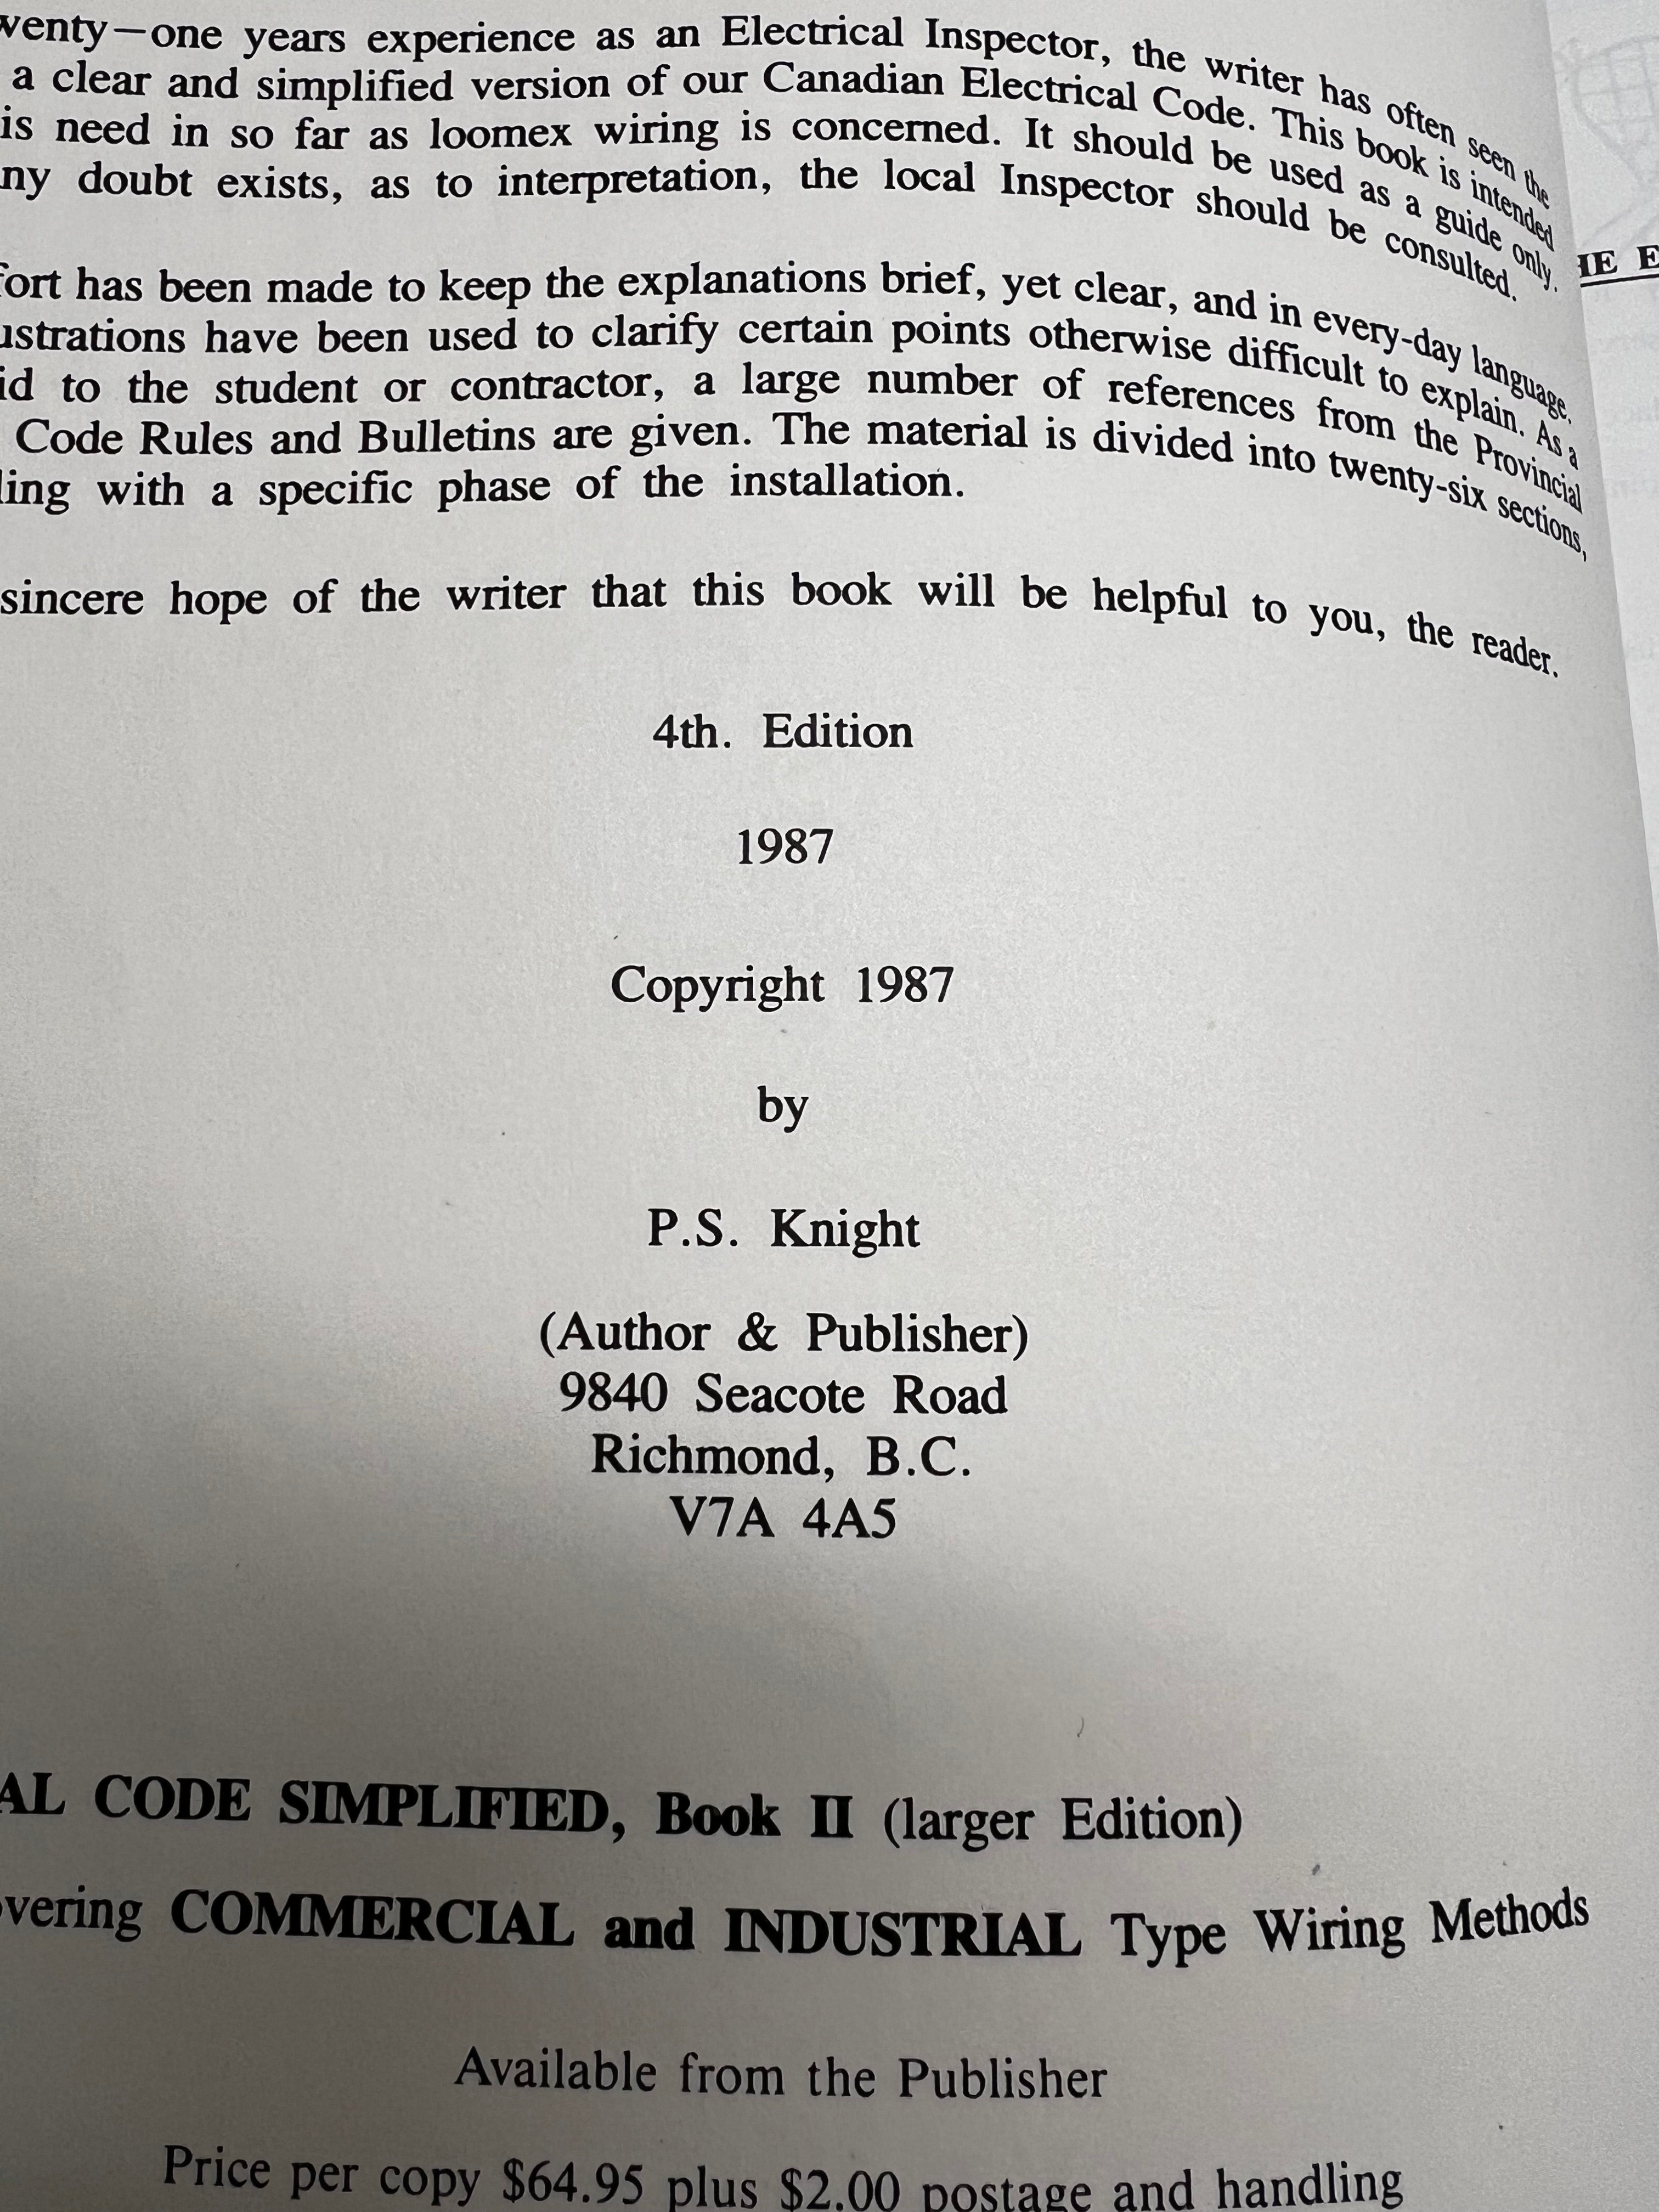 wenty—one years experience as an Electrical Inspector, the writer has often seen the
a clear and simplified version of our Canadian Electrical Code. This book is intended
is need in so far as loomex wiring is concerned. It should be used as a guide only.
ny doubt exists, as to interpretation, the local Inspector should be consulted.
fort has been made to keep the explanations brief, yet clear, and in every-day language.
ustrations have been used to clarify certain points otherwise difficult to explain. As a
id to the student or contractor, a large number of references from the Provincial
Code Rules and Bulletins are given. The material is divided into twenty-six sections,
ling with a specific phase of the installation.
sincere hope of the writer that this book will be helpful to you, the reader.
4th. Edition
1987
Copyright 1987
by
P.S. Knight
(Author & Publisher)
9840 Seacote Road
Richmond, B.C.
V7A 4A5
AL CODE SIMPLIFIED, Book II (larger Edition)
vering COMMERCIAL and INDUSTRIAL Type Wiring Methods
Available from the Publisher
Price per copy $64.95 plus $2.00 postage and handling
HE E